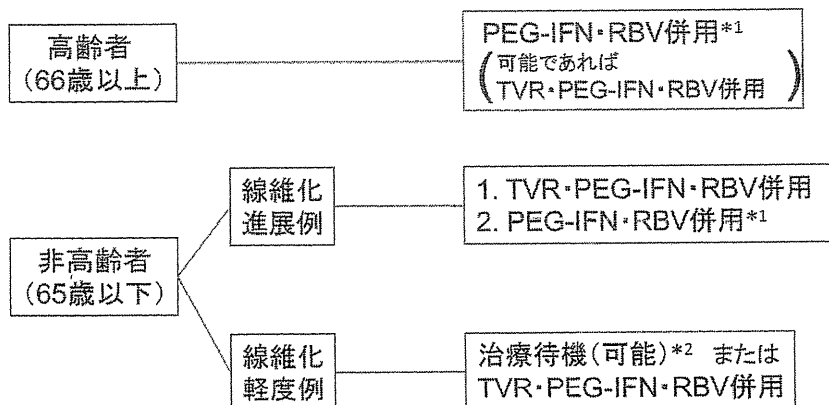 高齢者
(66歳以上)
PEG-IFN・RBV併用*1
(可能であれば
TVR・PEG-IFN・RBV併用)
非高齢者
(65歳以下)
線維化
進展例
1. TVR・PEG-IFN・RBV併用
2. PEG-IFN・RBV併用*1
線維化
軽度例
治療待機(可能)*2 または
TVR・PEG-IFN・RBV併用